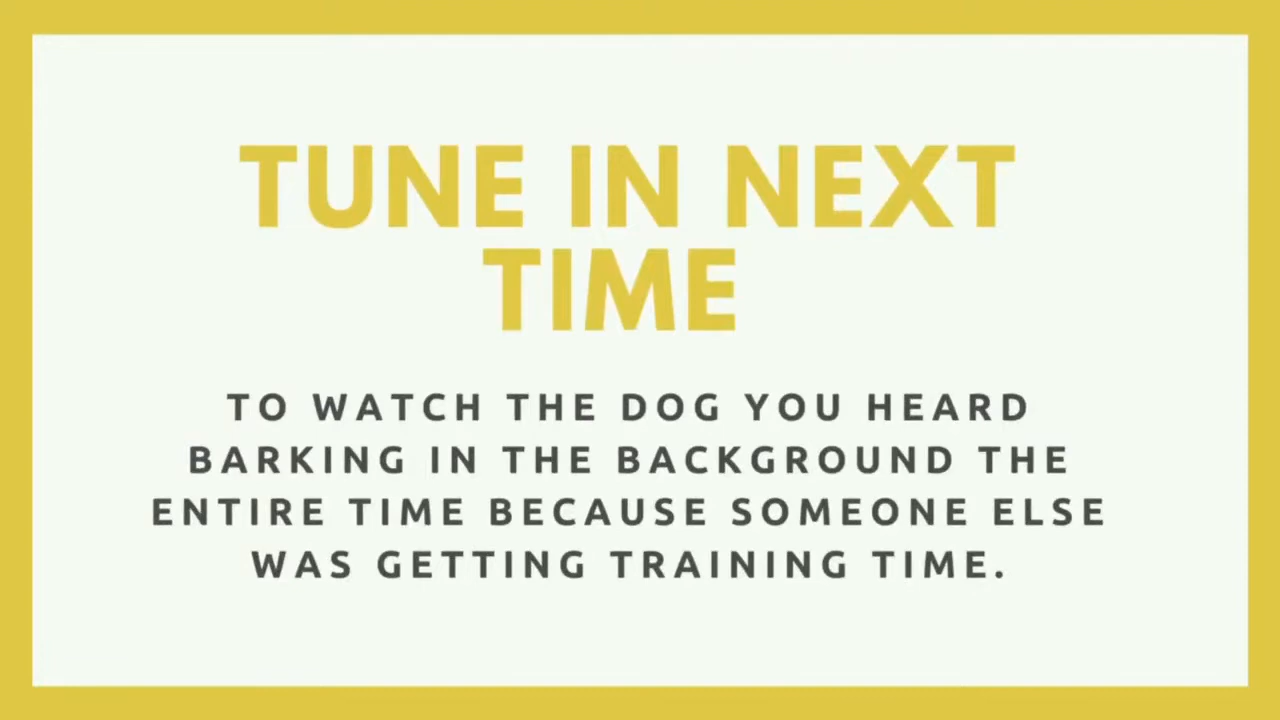 TUNE IN NEXT
TIME
TO WATCH THE DOG YOU HEARD
BARKING IN THE BACKGROUND THE
ENTIRE TIME BECAUSE SOMEONE ELSE
WAS GETTING TRAINING TIME.